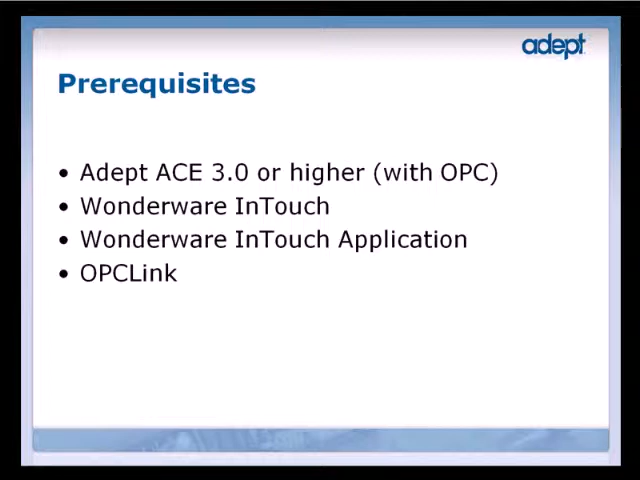 adept
Prerequisites
• Adept ACE 3.0 or higher (with OPC)
• Wonderware InTouch
• Wonderware InTouch Application
• OPCLink